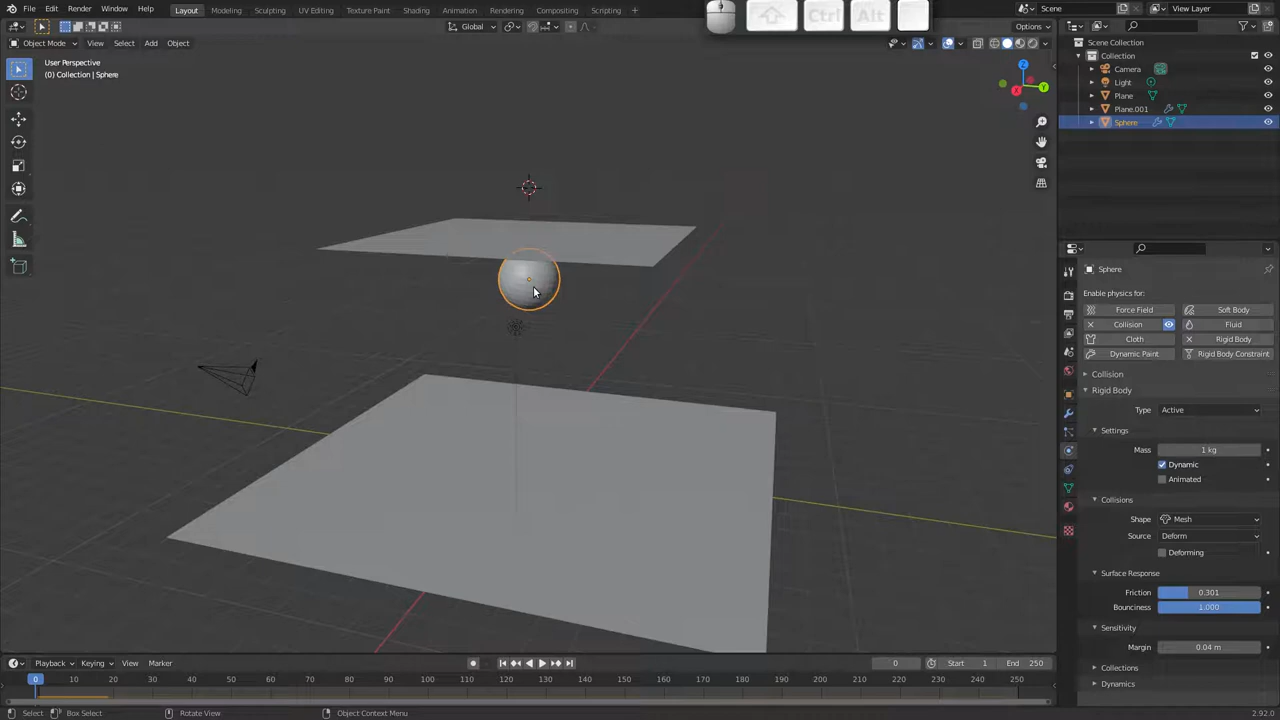 File Edit Render Window Help Layout Modeling Sculpting UV Editing Texture Paint Shading Animation Rendering Compositing Scripting + Shift Ctrl Alt Scene View Layer
Global Options
Object Mode View Select Add Object
User Perspective
(0) Collection | Sphere
Z
X
Y
Scene Collection
Collection
Camera
Light
Plane
Plane.001
Sphere
Sphere
Enable physics for:
Force Field Soft Body
Collision Fluid
Cloth Rigid Body
Dynamic Paint Rigid Body Constraint
Collision
Rigid Body
Type Active
Settings
Mass 1 kg
Dynamic
Animated
Collisions
Shape Mesh
Source Deform
Deforming
Surface Response
Friction 0.301
Bounciness 1.000
Sensitivity
Margin 0.04 m
Collections
Dynamics
Playback Keying View Marker 0 Start 1 End 250
0 10 20 30 40 50 60 70 80 90 100 110 120 130 140 150 160 170 180 190 200 210 220 230 240 250
Select Box Select Rotate View Object Context Menu 2.92.0